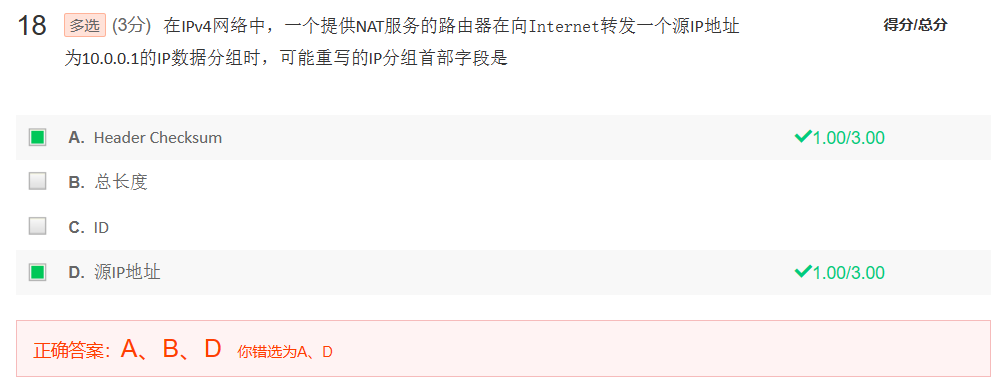 18 多选 (3分) 在IPv4网络中，一个提供NAT服务的路由器在向Internet转发一个源IP地址 得分/总分
为10.0.0.1的IP数据分组时，可能重写的IP分组首部字段是
A. Header Checksum 1.00/3.00
B. 总长度
C. ID
D. 源IP地址 1.00/3.00
正确答案：A、B、D 你错选为A、D